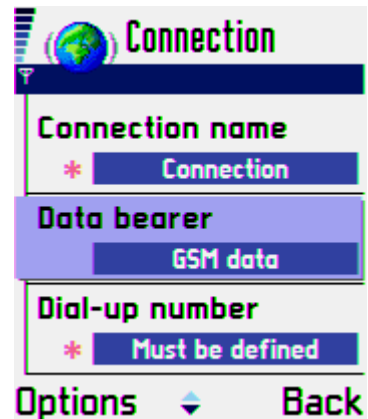 Connection
Connection name
* Connection
Data bearer
GSM data
Dial-up number
* Must be defined
Options Back